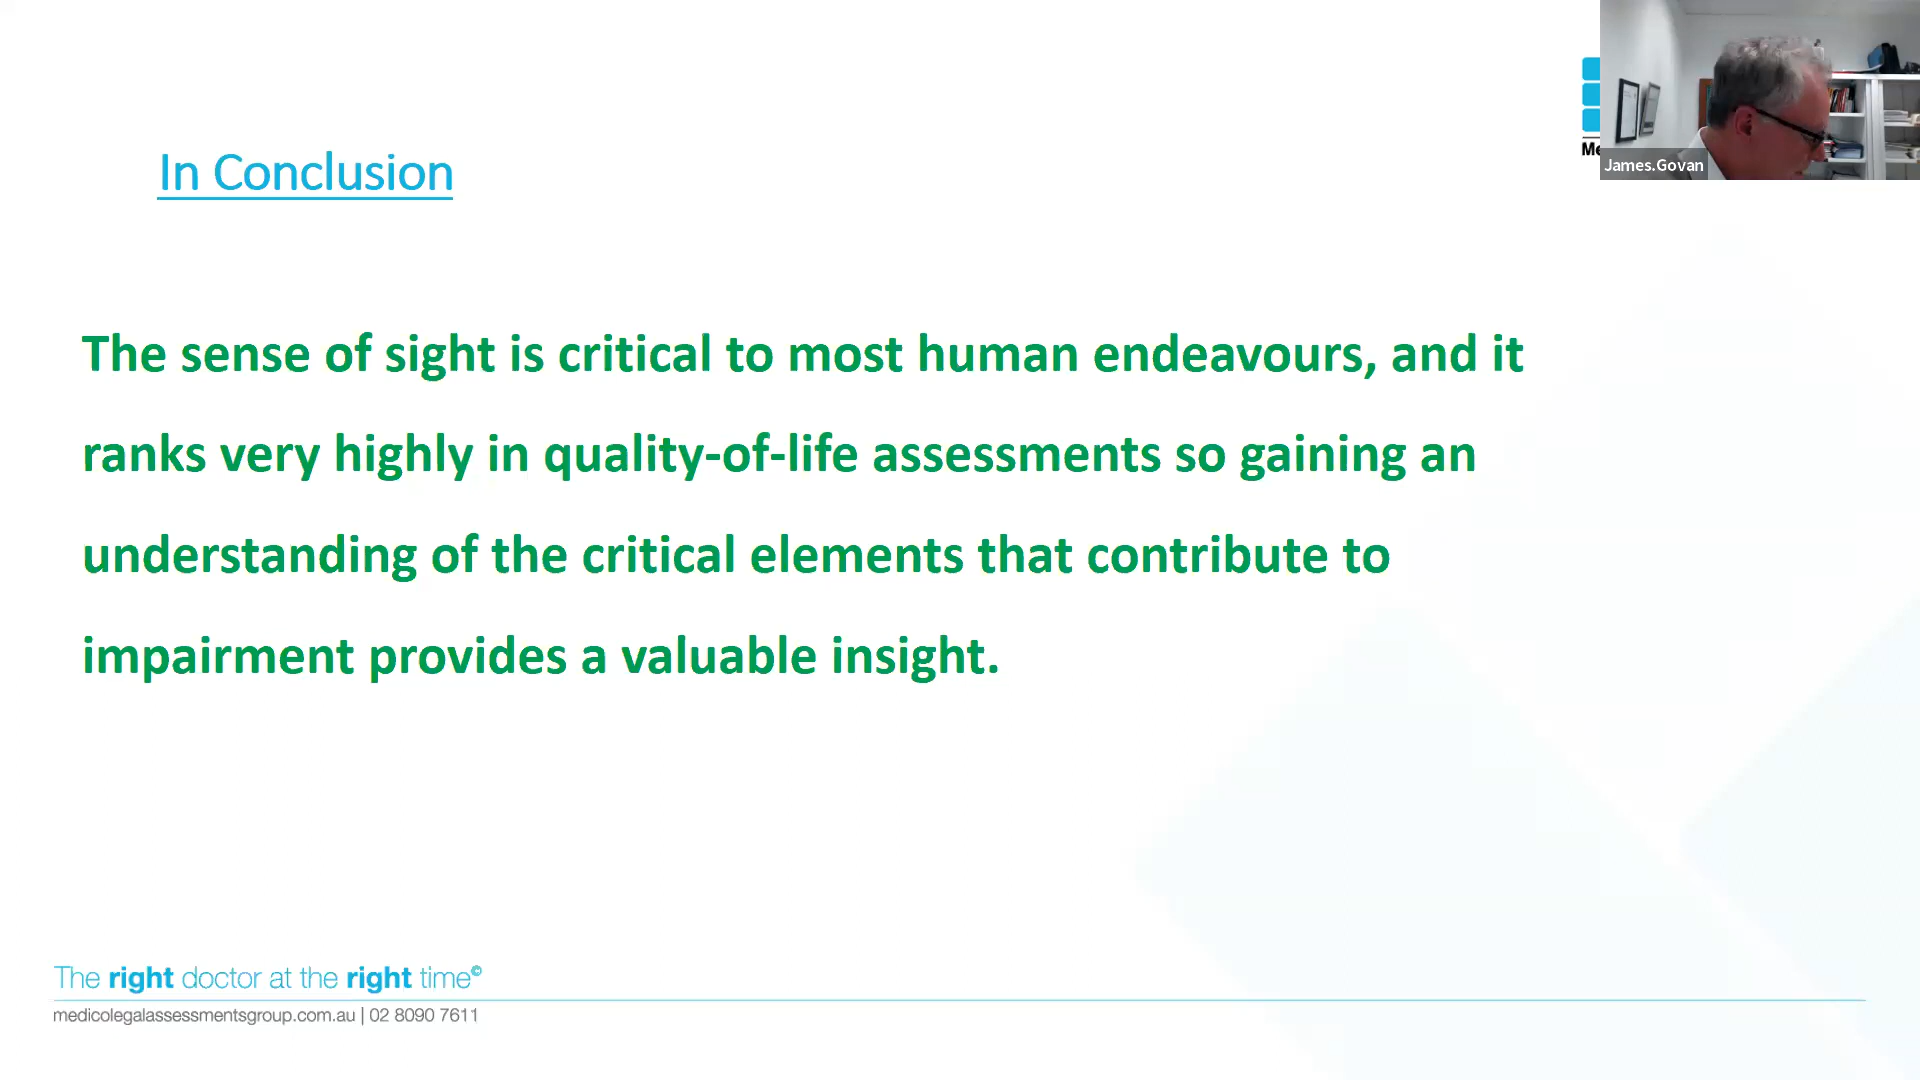 In Conclusion
Me
James.Govan
The sense of sight is critical to most human endeavours, and it
ranks very highly in quality-of-life assessments so gaining an
understanding of the critical elements that contribute to
impairment provides a valuable insight.
The right doctor at the right time©
medicolegalassessmentsgroup.com.au | 02 8090 7611